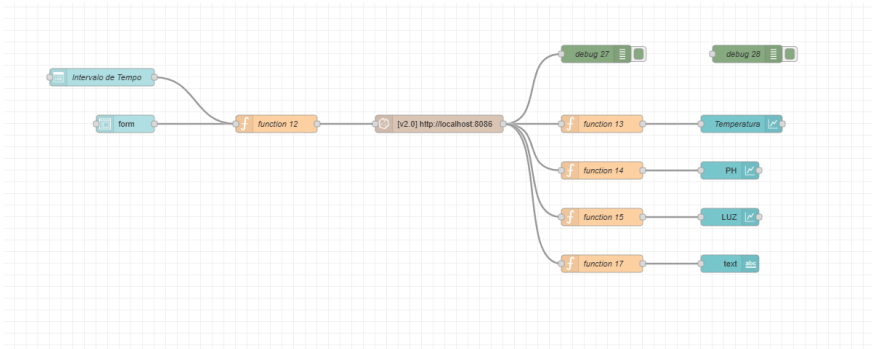 debug 27
debug 28
Intervalo de Tempo
form
function 12
[v2.0] http://localhost:8086
function 13
Temperatura
function 14
PH
function 15
LUZ
function 17
text
abc